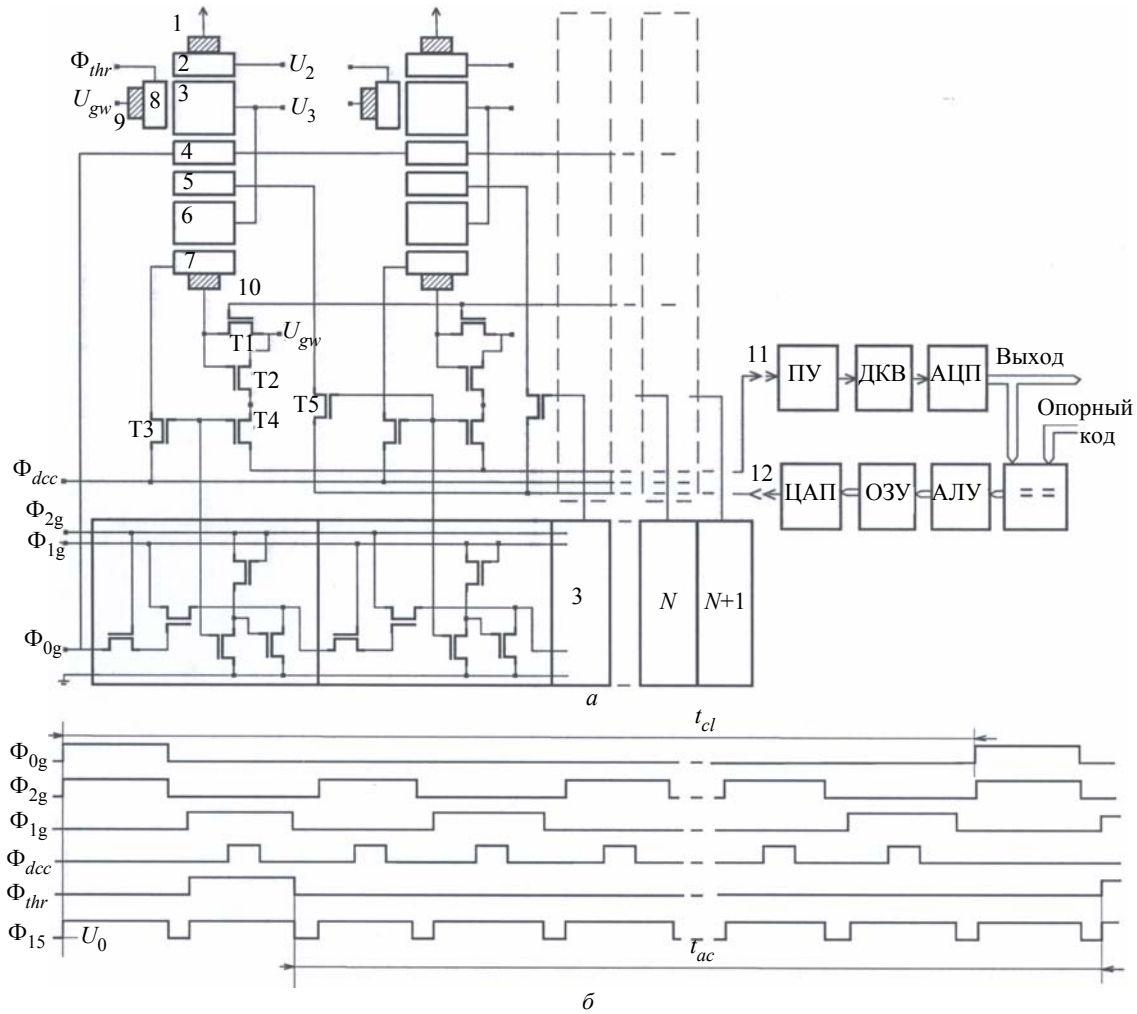 1
Φthr
2
U2
Ugw
8
3
U3
9
4
5
6
7
10
T1
Ugw
T2
T3
T4
T5
11
ПУ
ДКВ
АЦП
Выход
Опорный
код
12
ЦАП
ОЗУ
АЛУ
= =
Φdcc
Φ2g
Φ1g
Φ0g
3
N
N+1
а
tcl
Φ0g
Φ2g
Φ1g
Φdcc
Φthr
Φ15
U0
tac
б